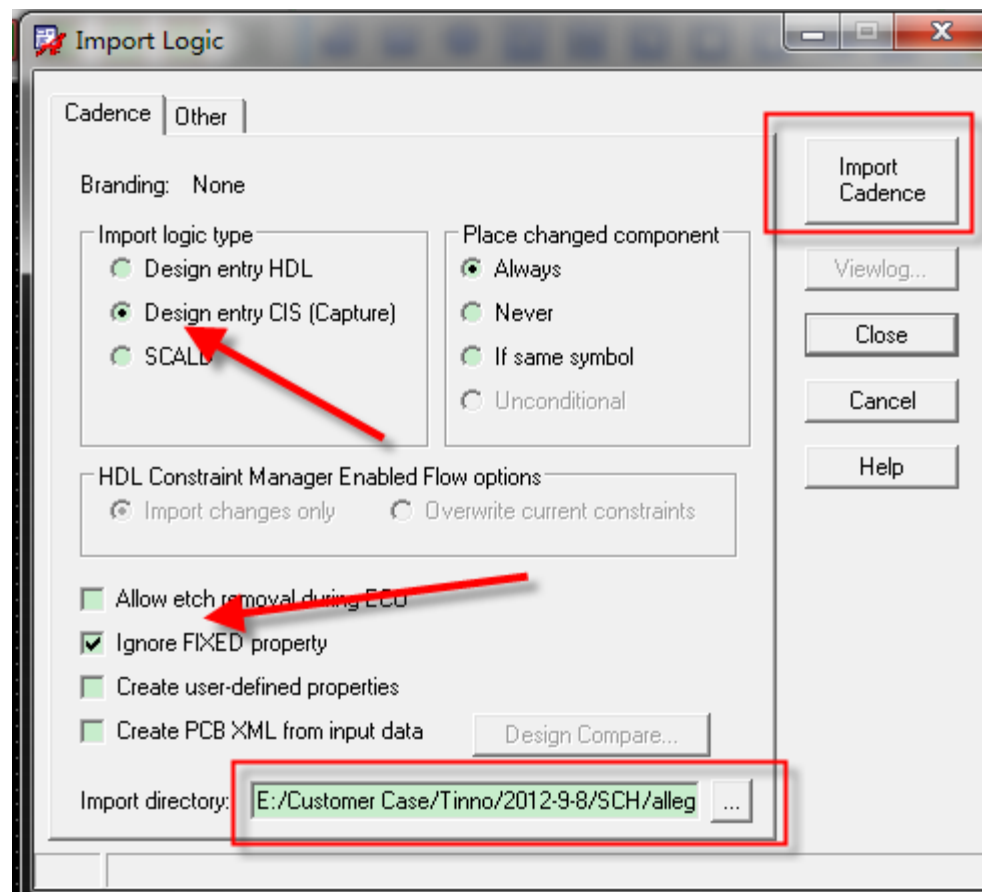 Import Logic
Cadence
Other
Branding: None
Import logic type
Design entry HDL
Design entry CIS (Capture)
SCALD
Place changed component
Always
Never
If same symbol
Unconditional
HDL Constraint Manager Enabled Flow options
Import changes only
Overwrite current constraints
Allow etch removal during ECO
Ignore FIXED property
Create user-defined properties
Create PCB XML from input data
Design Compare...
Import directory:
E:/Customer Case/Tinno/2012-9-8/SCH/alleg
...
Import
Cadence
Viewlog...
Close
Cancel
Help